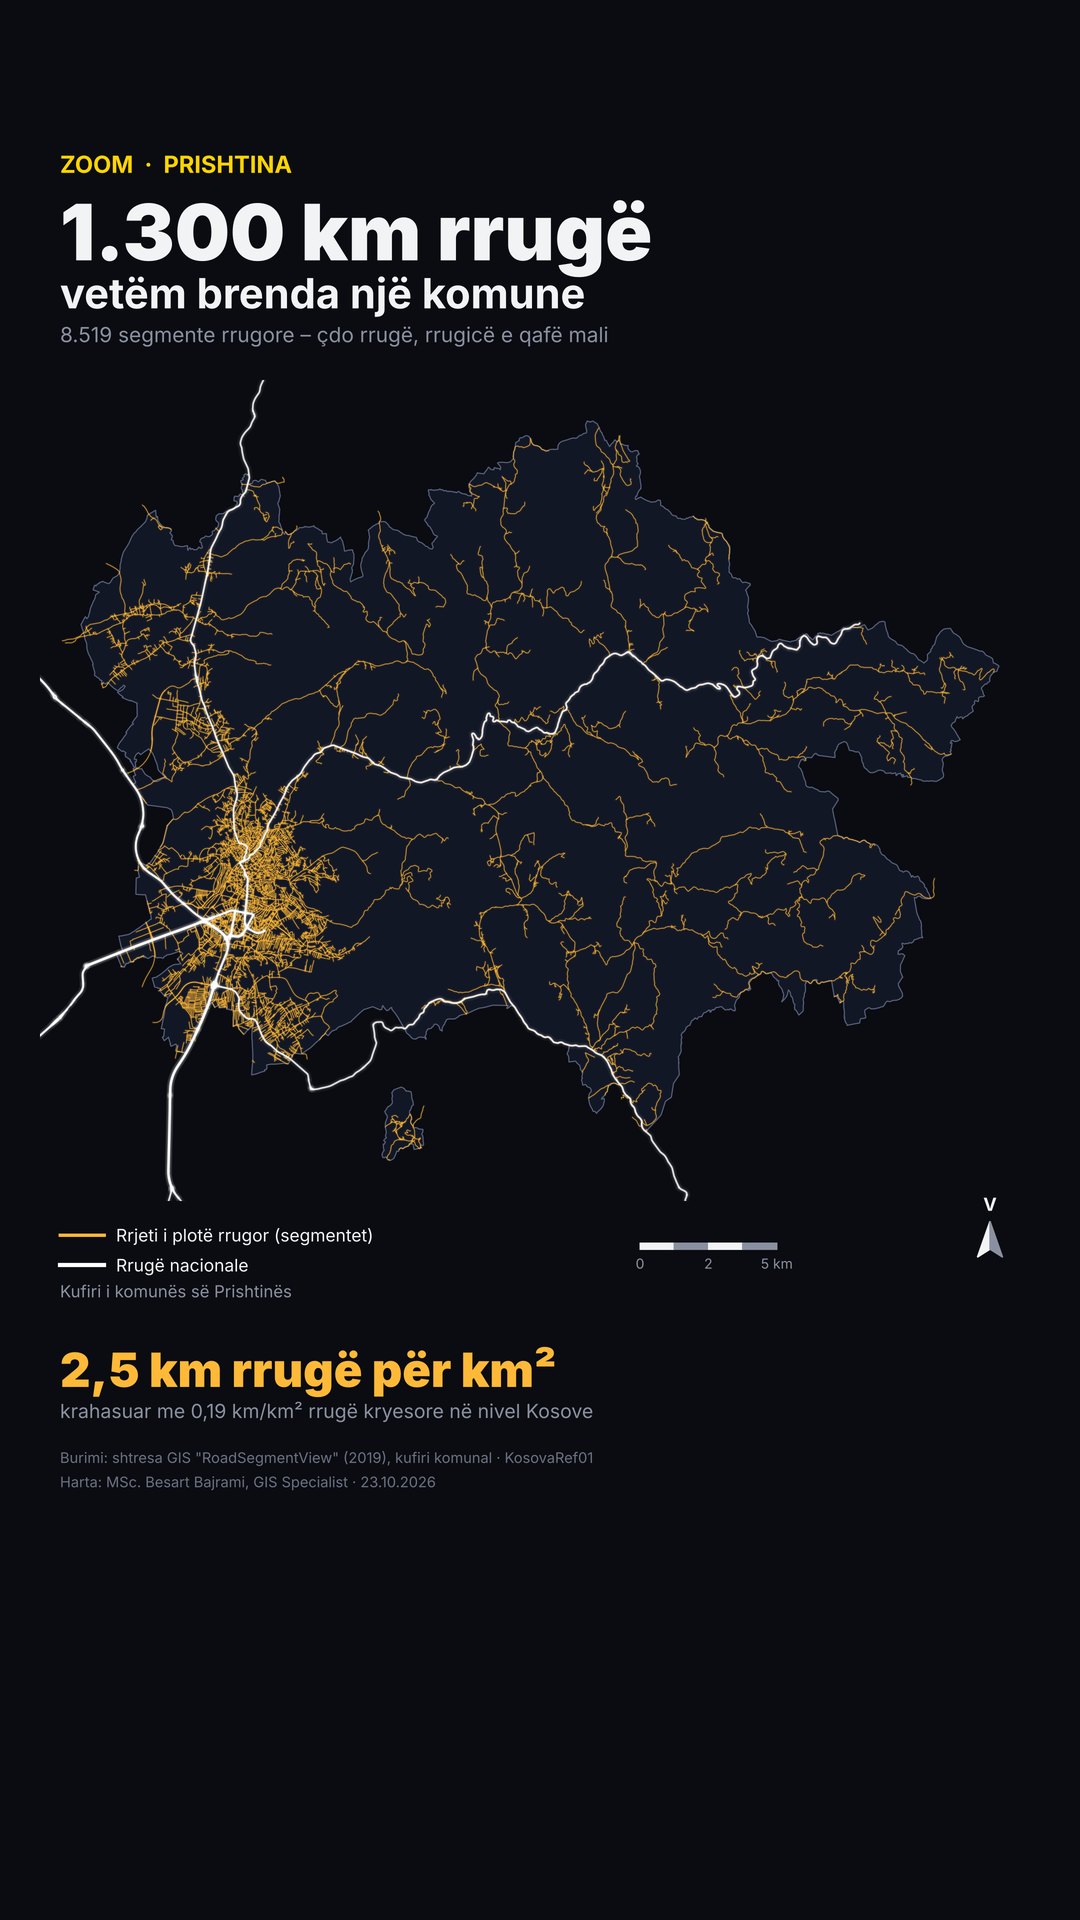 ZOOM · PRISHTINA
1.300 km rrugë
vetëm brenda një komune
8.519 segmente rrugore – çdo rrugë, rrugicë e qafë mali
V
Rrjeti i plotë rrugor (segmentet)
Rrugë nacionale
Kufiri i komunës së Prishtinës
0 2 5 km
2,5 km rrugë për km²
krahasuar me 0,19 km/km² rrugë kryesore në nivel Kosove
Burimi: shtresa GIS "RoadSegmentView" (2019), kufiri komunal · KosovaRef01
Harta: MSc. Besart Bajrami, GIS Specialist · 23.10.2026